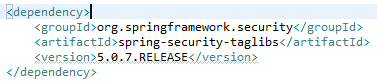 <dependency>
<groupId>org.springframework.security</groupId>
<artifactId>spring-security-taglibs</artifactId>
<version>5.0.7.RELEASE</version>
</dependency>